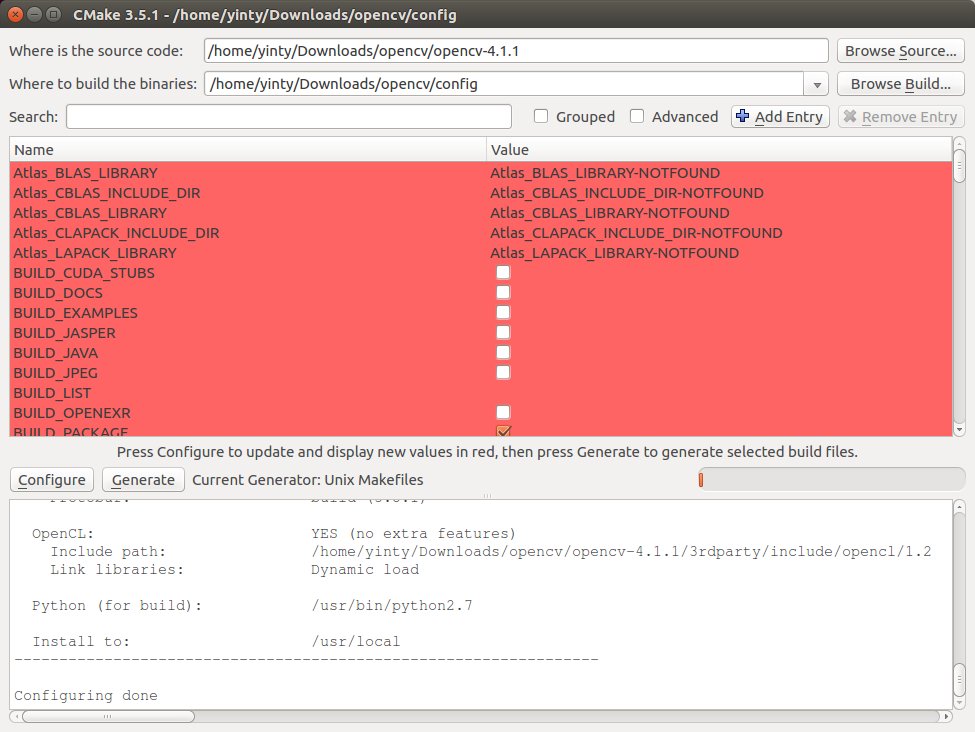 CMake 3.5.1 - /home/yinty/Downloads/opencv/config
Where is the source code: /home/yinty/Downloads/opencv/opencv-4.1.1 Browse Source...
Where to build the binaries: /home/yinty/Downloads/opencv/config Browse Build...
Search: Grouped Advanced Add Entry Remove Entry
Name Value
Atlas_BLAS_LIBRARY Atlas_BLAS_LIBRARY-NOTFOUND
Atlas_CBLAS_INCLUDE_DIR Atlas_CBLAS_INCLUDE_DIR-NOTFOUND
Atlas_CBLAS_LIBRARY Atlas_CBLAS_LIBRARY-NOTFOUND
Atlas_CLAPACK_INCLUDE_DIR Atlas_CLAPACK_INCLUDE_DIR-NOTFOUND
Atlas_LAPACK_LIBRARY Atlas_LAPACK_LIBRARY-NOTFOUND
BUILD_CUDA_STUBS
BUILD_DOCS
BUILD_EXAMPLES
BUILD_JASPER
BUILD_JAVA
BUILD_JPEG
BUILD_LIST
BUILD_OPENEXR
BUILD_PACKAGE
Press Configure to update and display new values in red, then press Generate to generate selected build files.
Configure Generate Current Generator: Unix Makefiles
OpenCL: YES (no extra features)
Include path: /home/yinty/Downloads/opencv/opencv-4.1.1/3rdparty/include/opencl/1.2
Link libraries: Dynamic load
Python (for build): /usr/bin/python2.7
Install to: /usr/local
-----------------------------------------------------------------
Configuring done